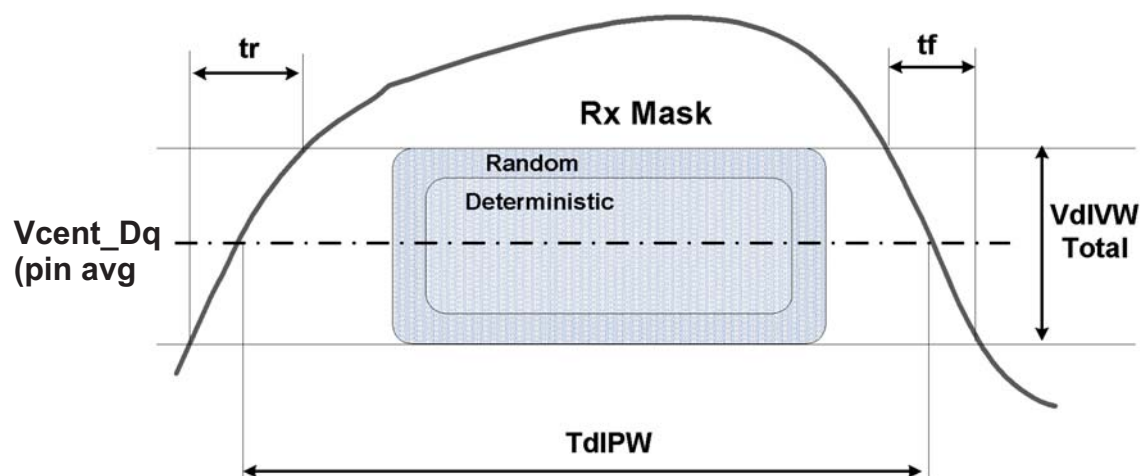 tr
tf
Rx Mask
Random
Deterministic
Vcent_Dq
(pin avg
VdIVW
Total
TdIPW